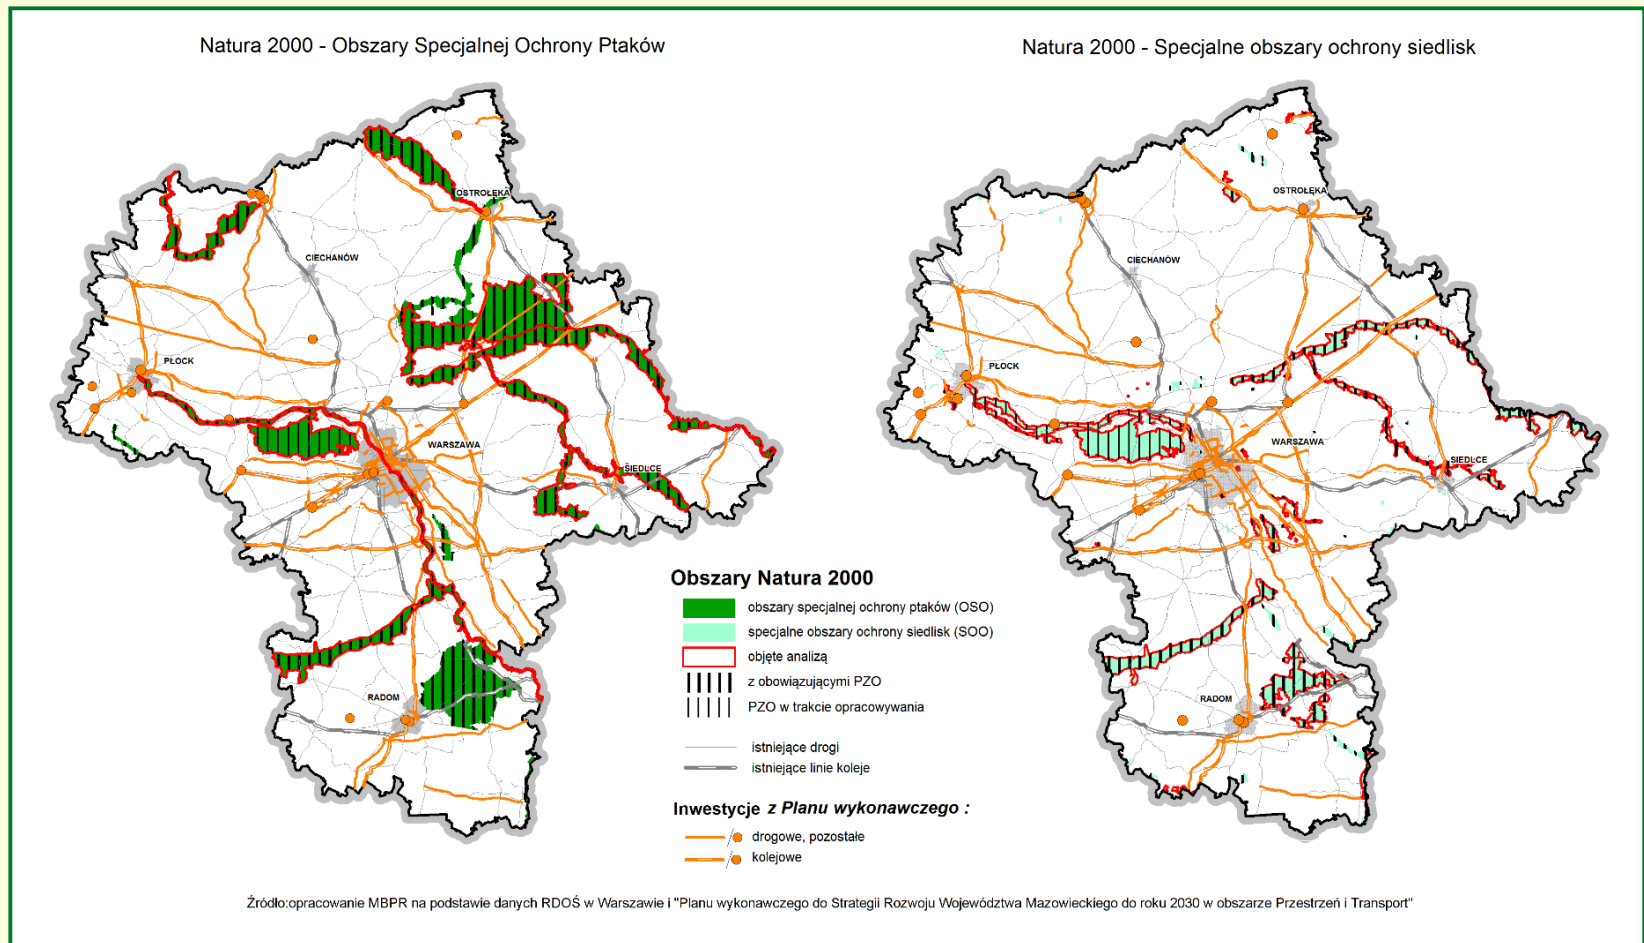 Natura 2000 - Obszary Specjalnej Ochrony Ptaków
Natura 2000 - Specjalne obszary ochrony siedlisk
OSTROŁĘKA
CIECHANÓW
PŁOCK
WARSZAWA
SIEDLCE
RADOM
OSTROŁĘKA
CIECHANÓW
PŁOCK
WARSZAWA
SIEDLCE
RADOM
Obszary Natura 2000
obszary specjalnej ochrony ptaków (OSO)
specjalne obszary ochrony siedlisk (SOO)
objęte analizą
z obowiązującymi PZO
PZO w trakcie opracowywania
istniejące drogi
istniejące linie koleje
Inwestycje z Planu wykonawczego :
drogowe, pozostałe
kolejowe
Źródło:opracowanie MBPR na podstawie danych RDOŚ w Warszawie i "Planu wykonawczego do Strategii Rozwoju Województwa Mazowieckiego do roku 2030 w obszarze Przestrzeń i Transport"